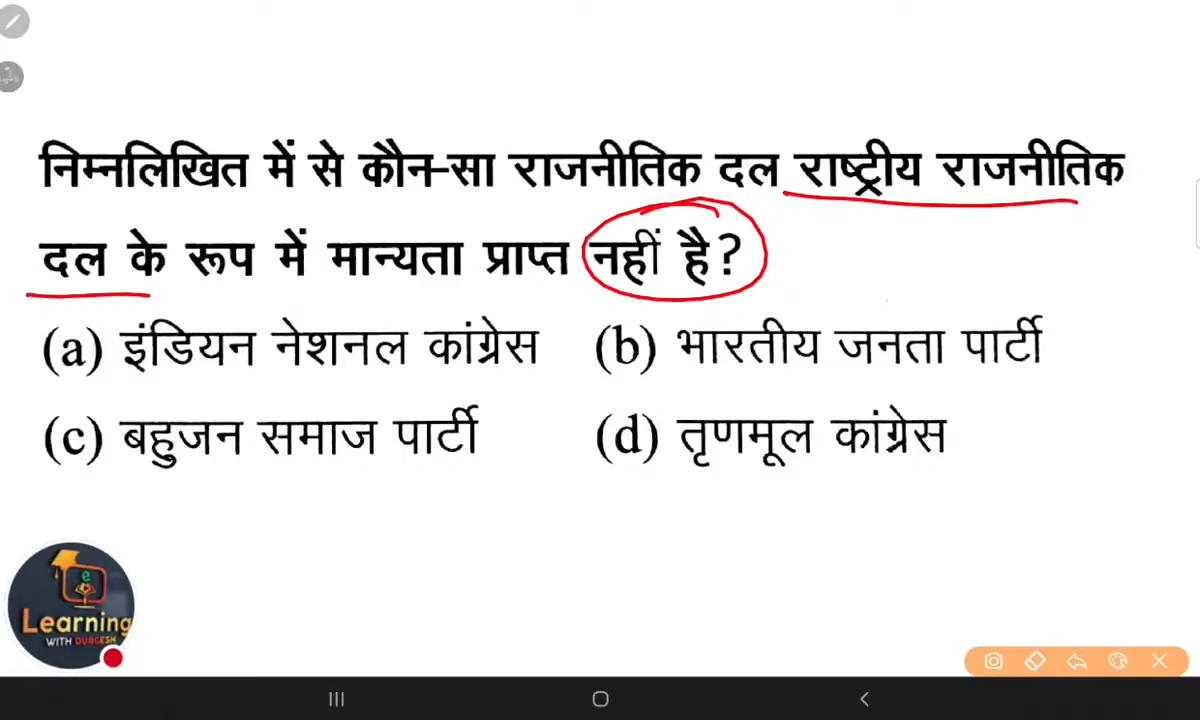 निम्नलिखित में से कौन-सा राजनीतिक दल राष्ट्रीय राजनीतिक
दल के रूप में मान्यता प्राप्त नहीं है?
(a) इंडियन नेशनल कांग्रेस (b) भारतीय जनता पार्टी
(c) बहुजन समाज पार्टी (d) तृणमूल कांग्रेस
e
Learning
WITH DURGESH